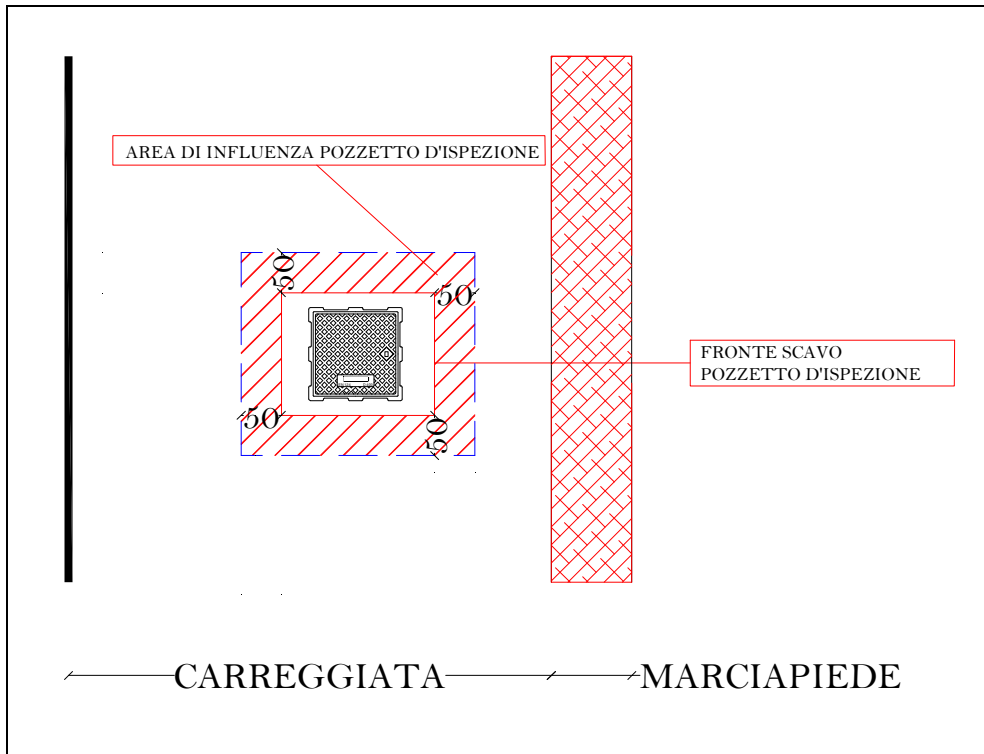 AREA DI INFLUENZA POZZETTO D'ISPEZIONE
50
50
FRONTE SCAVO
POZZETTO D'ISPEZIONE
50
50
CARREGGIATA
MARCIAPIEDE